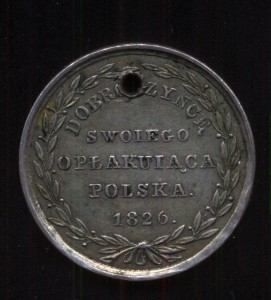 DOBROCZYŃCĘ
SWOIEGO
OPŁAKUIĄCA
POLSKA.
1826.